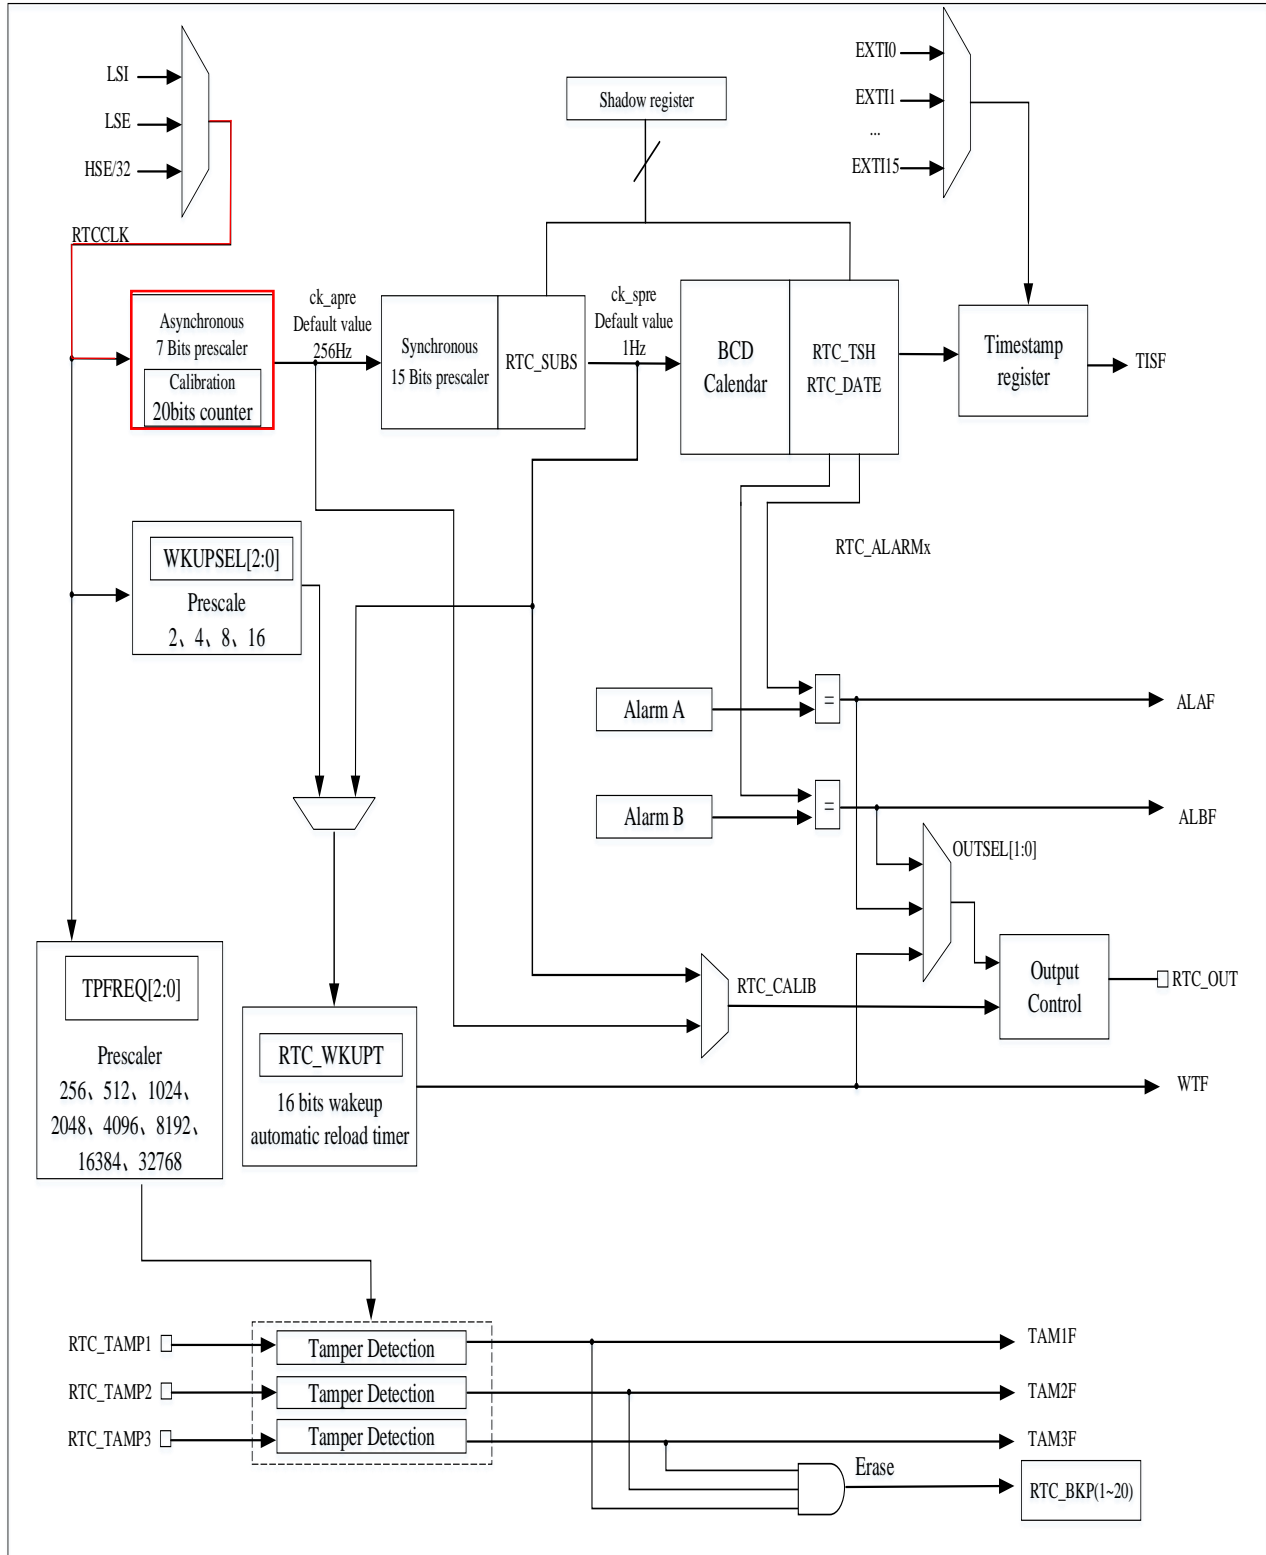 LSI
LSE
HSE/32
RTCCLK
Shadow register
EXTI0
EXTI1
...
EXTI15
Asynchronous
7 Bits prescaler
Calibration
20bits counter
ck_apre
Default value
256Hz
Synchronous
15 Bits prescaler
RTC_SUBS
ck_spre
Default value
1Hz
BCD
Calendar
RTC_TSH
RTC_DATE
Timestamp
register
TISF
WKUPSEL[2:0]
Prescale
2、4、8、16
RTC_ALARMx
Alarm A
=
ALAF
Alarm B
=
ALBF
OUTSEL[1:0]
RTC_CALIB
Output
Control
RTC_OUT
TPFREQ[2:0]
Prescaler
256、512、1024、
2048、4096、8192、
16384、32768
RTC_WKUPT
16 bits wakeup
automatic reload timer
WTF
RTC_TAMP1
Tamper Detection
TAM1F
RTC_TAMP2
Tamper Detection
TAM2F
RTC_TAMP3
Tamper Detection
TAM3F
Erase
RTC_BKP(1~20)